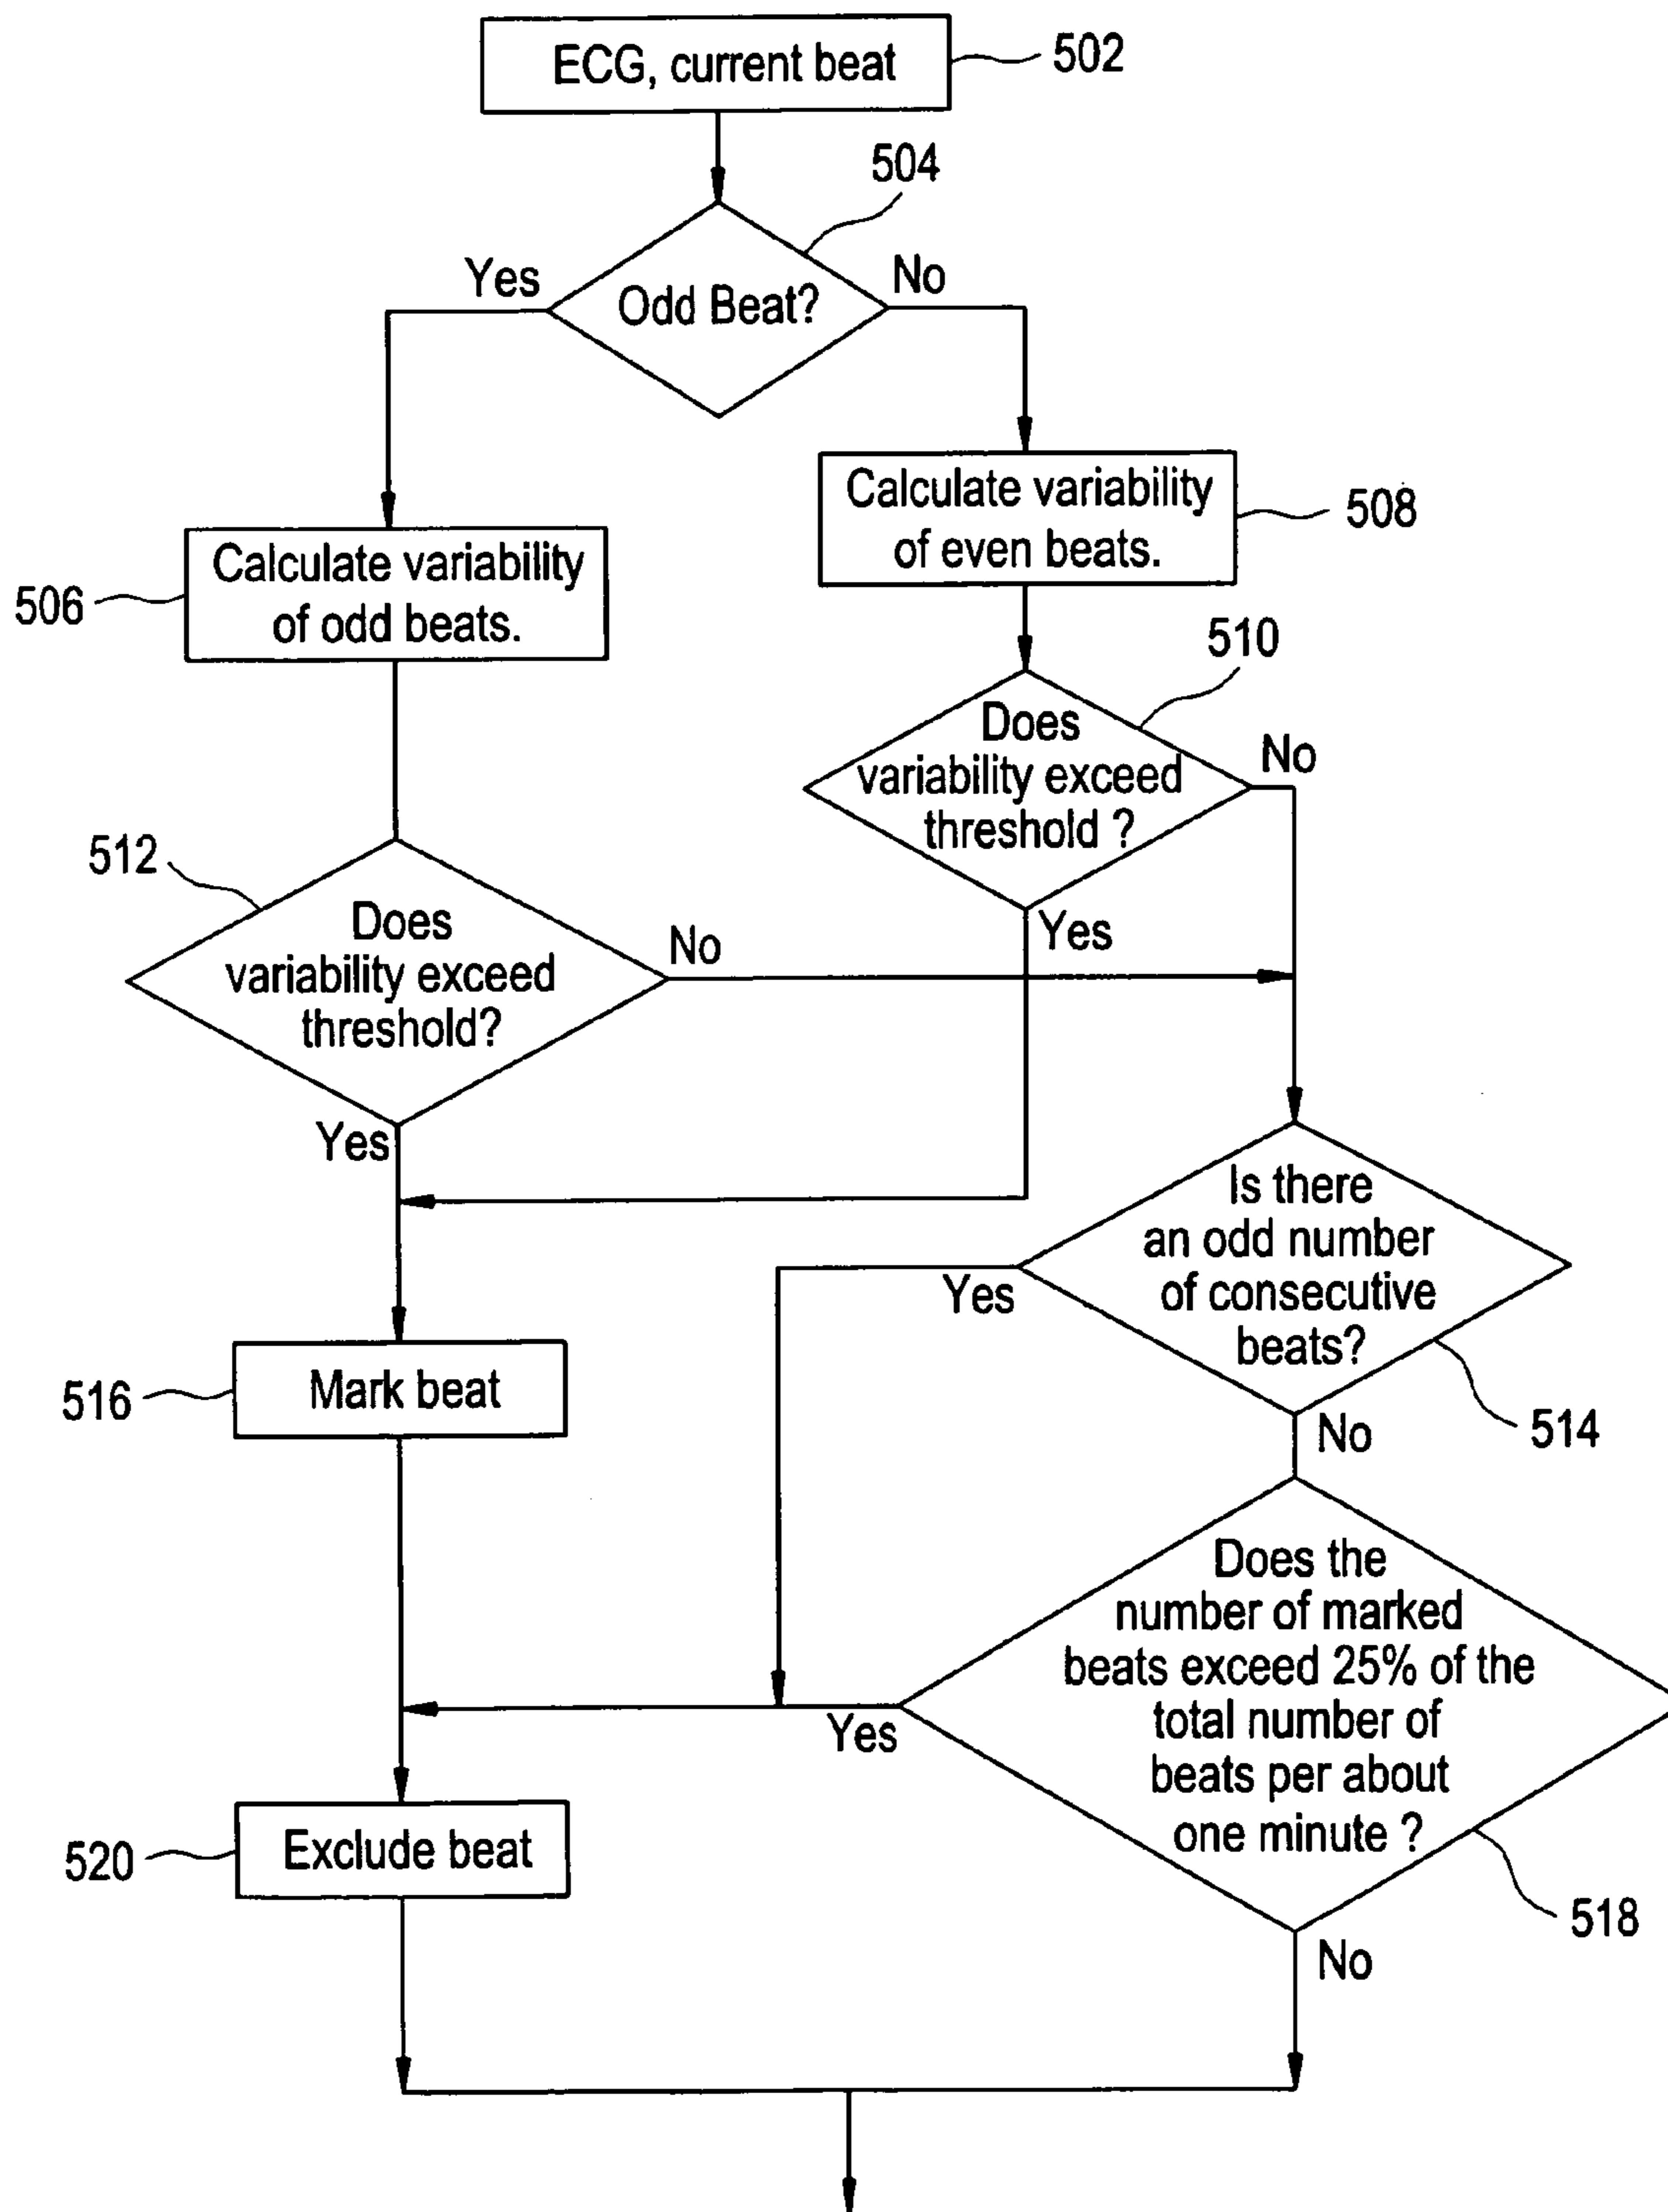 ECG, current beat
502
504
Yes
No
Odd Beat?
Calculate variability
of even beats.
508
Calculate variability
of odd beats.
506
510
Does
variability exceed
threshold ?
No
Yes
512
Does
variability exceed
threshold?
No
Yes
Is there
an odd number
of consecutive
beats?
Yes
514
No
Mark beat
516
Does the
number of marked
beats exceed 25% of the
total number of
beats per about
one minute ?
Yes
518
No
Exclude beat
520